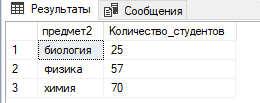 Результаты Сообщения
предмет2 Количество_студентов
1 биология 25
2 физика 57
3 химия 70